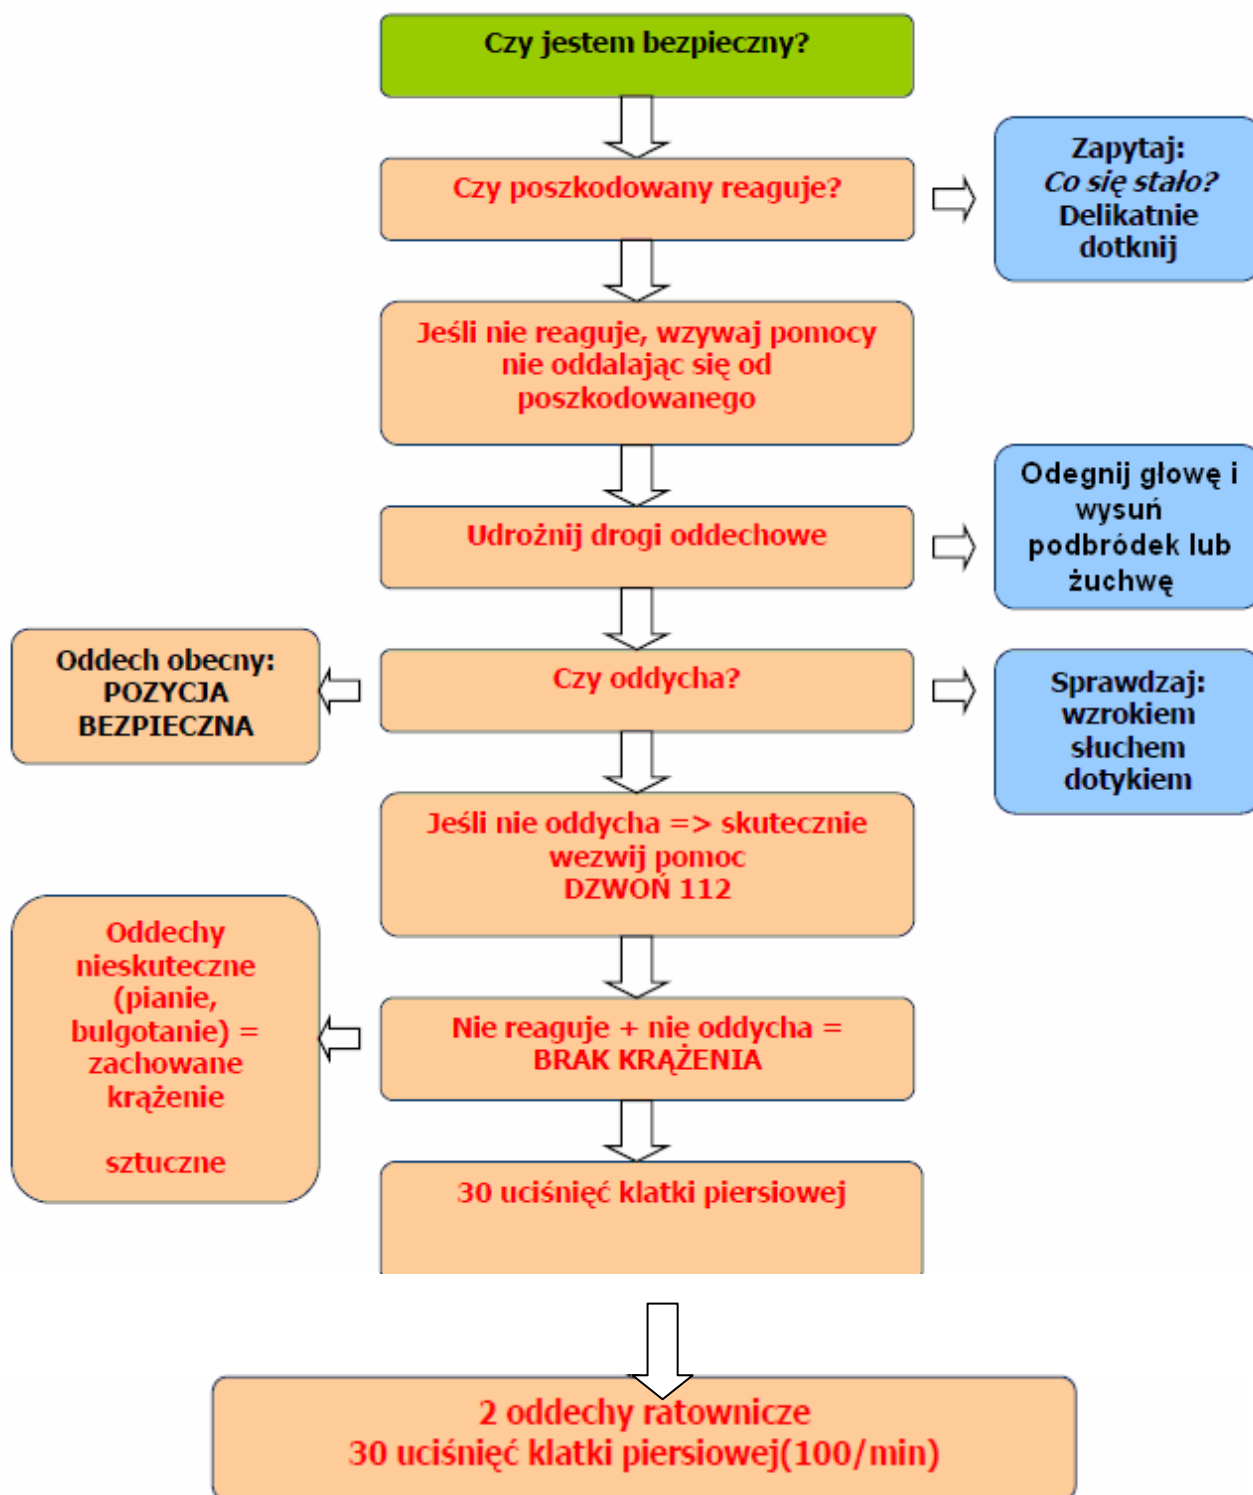 Czy jestem bezpieczny?
Czy poszkodowany reaguje?
Zapytaj:
Co się stało?
Delikatnie
dotknij
Jeśli nie reaguje, wzywaj pomocy
nie oddalając się od
poszkodowanego
Udrożnij drogi oddechowe
Odegnij głowę i
wysuń
podbródek lub
żuchwę
Oddech obecny:
POZYCJA
BEZPIECZNA
Czy oddycha?
Sprawdzaj:
wzrokiem
słuchem
dotykiem
Jeśli nie oddycha => skutecznie
wezwij pomoc
DZWOŃ 112
Oddechy
nieskuteczne
(pianie,
bulgotanie) =
zachowane
krążenie
sztuczne
Nie reaguje + nie oddycha =
BRAK KRĄŻENIA
30 uciśnięć klatki piersiowej
2 oddechy ratownicze
30 uciśnięć klatki piersiowej(100/min)